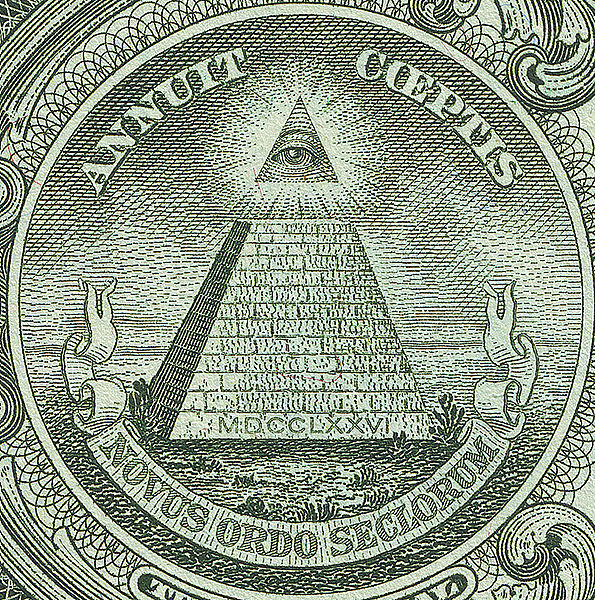 ANNUIT CŒPTIS
MDCCLXXVI
NOVUS ORDO SECLORUM